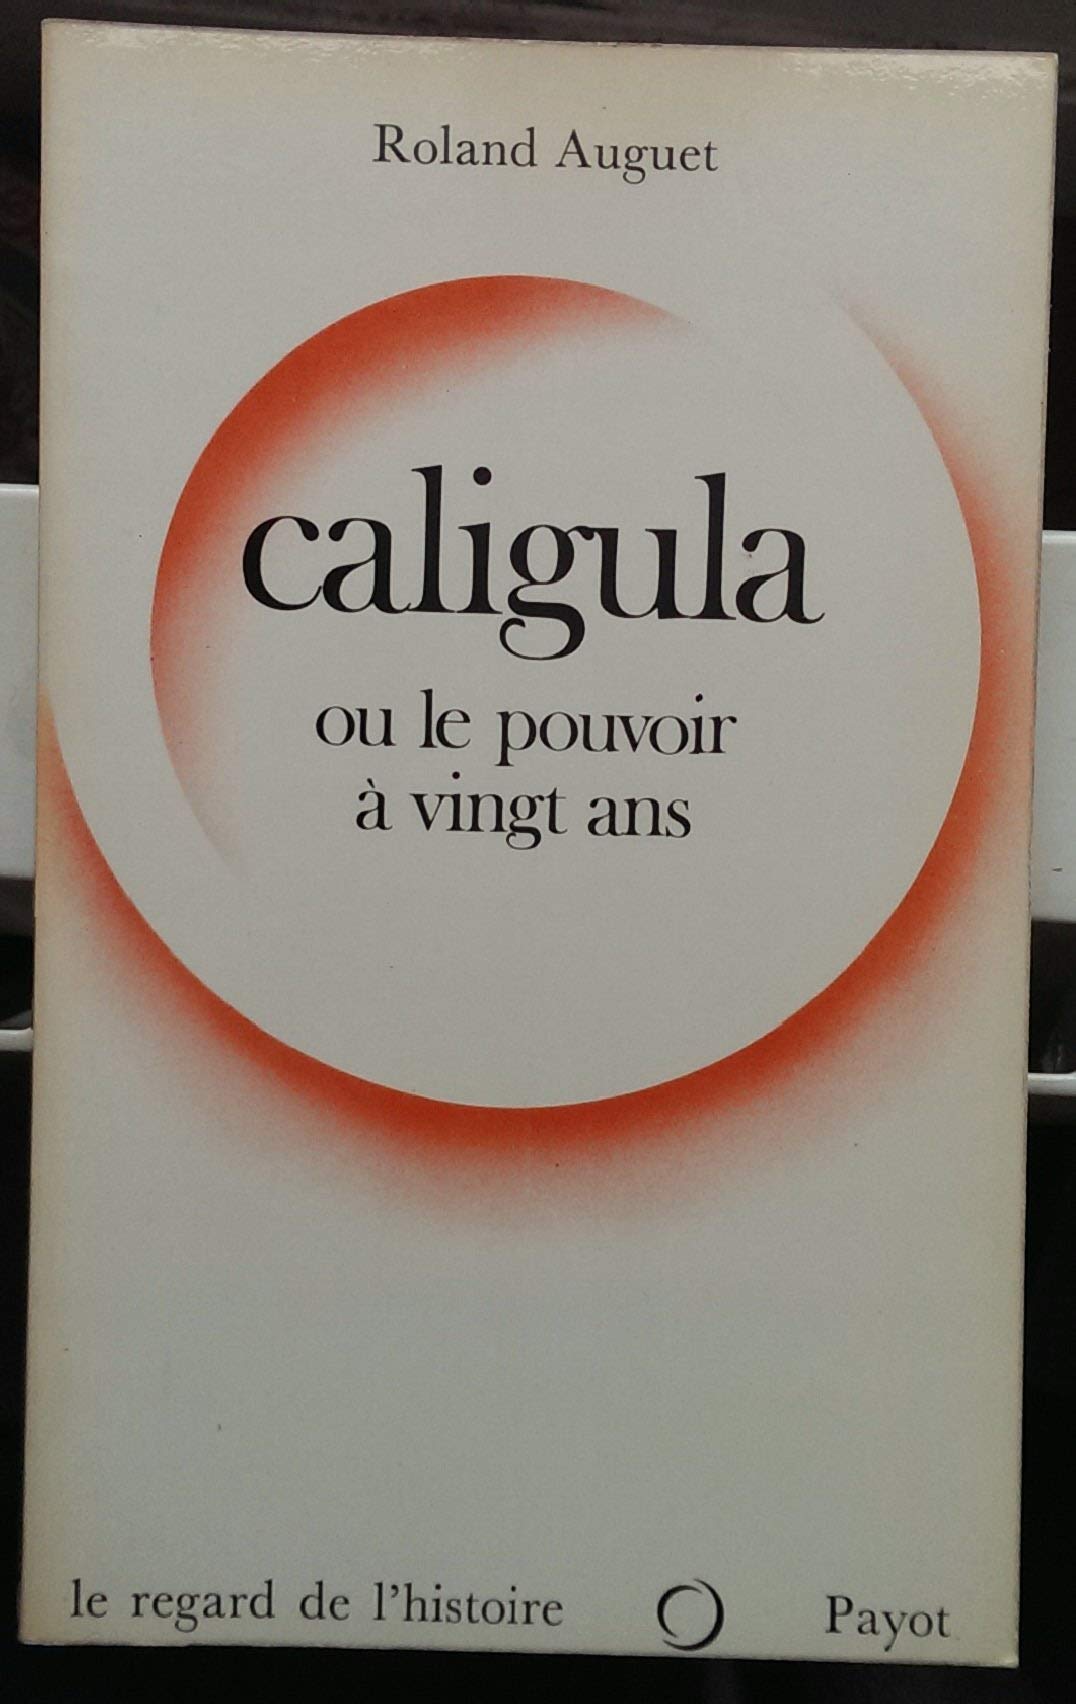 Roland Auguet
caligula
ou le pouvoir
à vingt ans
le regard de l'histoire
Payot